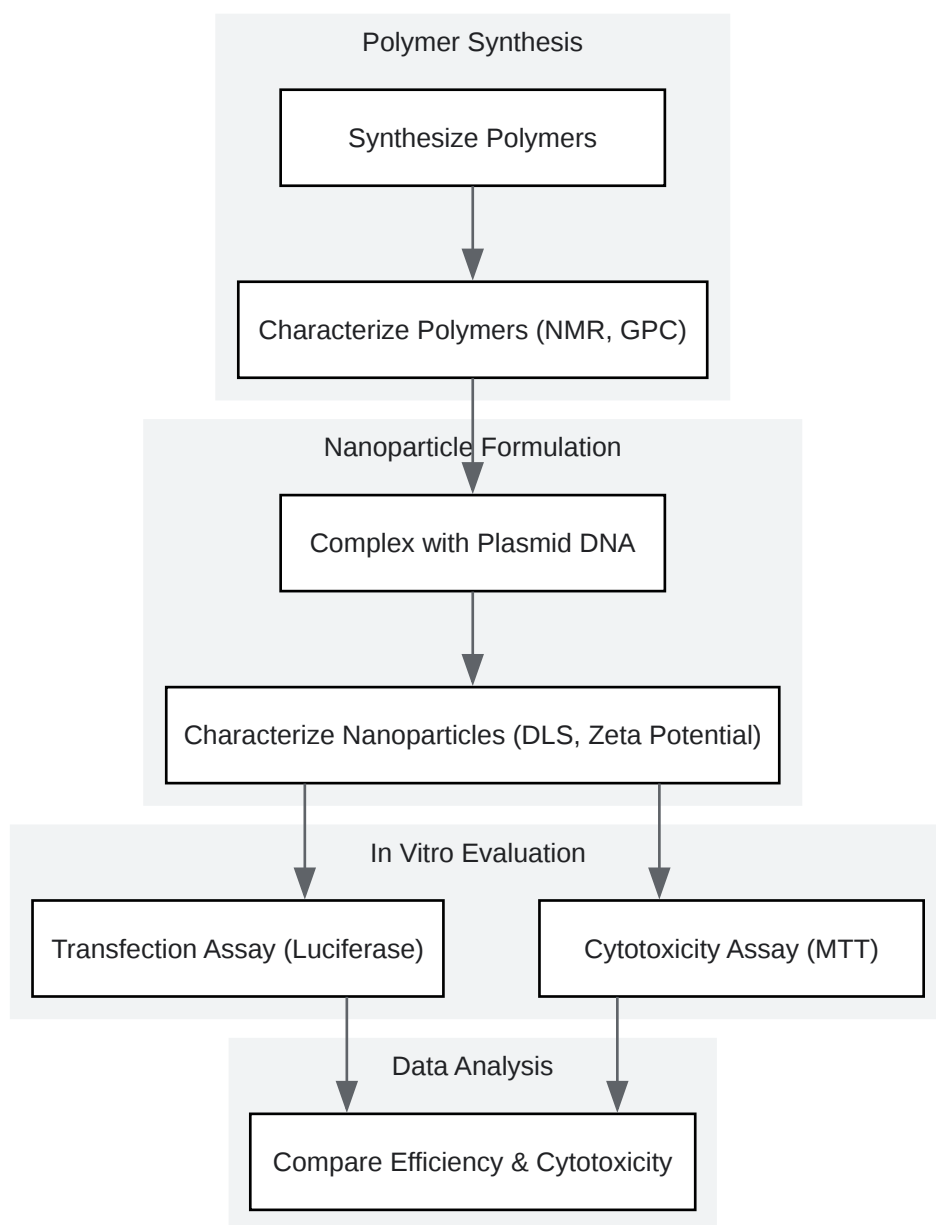 Polymer Synthesis
Synthesize Polymers
Characterize Polymers (NMR, GPC)
Nanoparticle Formulation
Complex with Plasmid DNA
Characterize Nanoparticles (DLS, Zeta Potential)
In Vitro Evaluation
Transfection Assay (Luciferase)
Cytotoxicity Assay (MTT)
Data Analysis
Compare Efficiency & Cytotoxicity